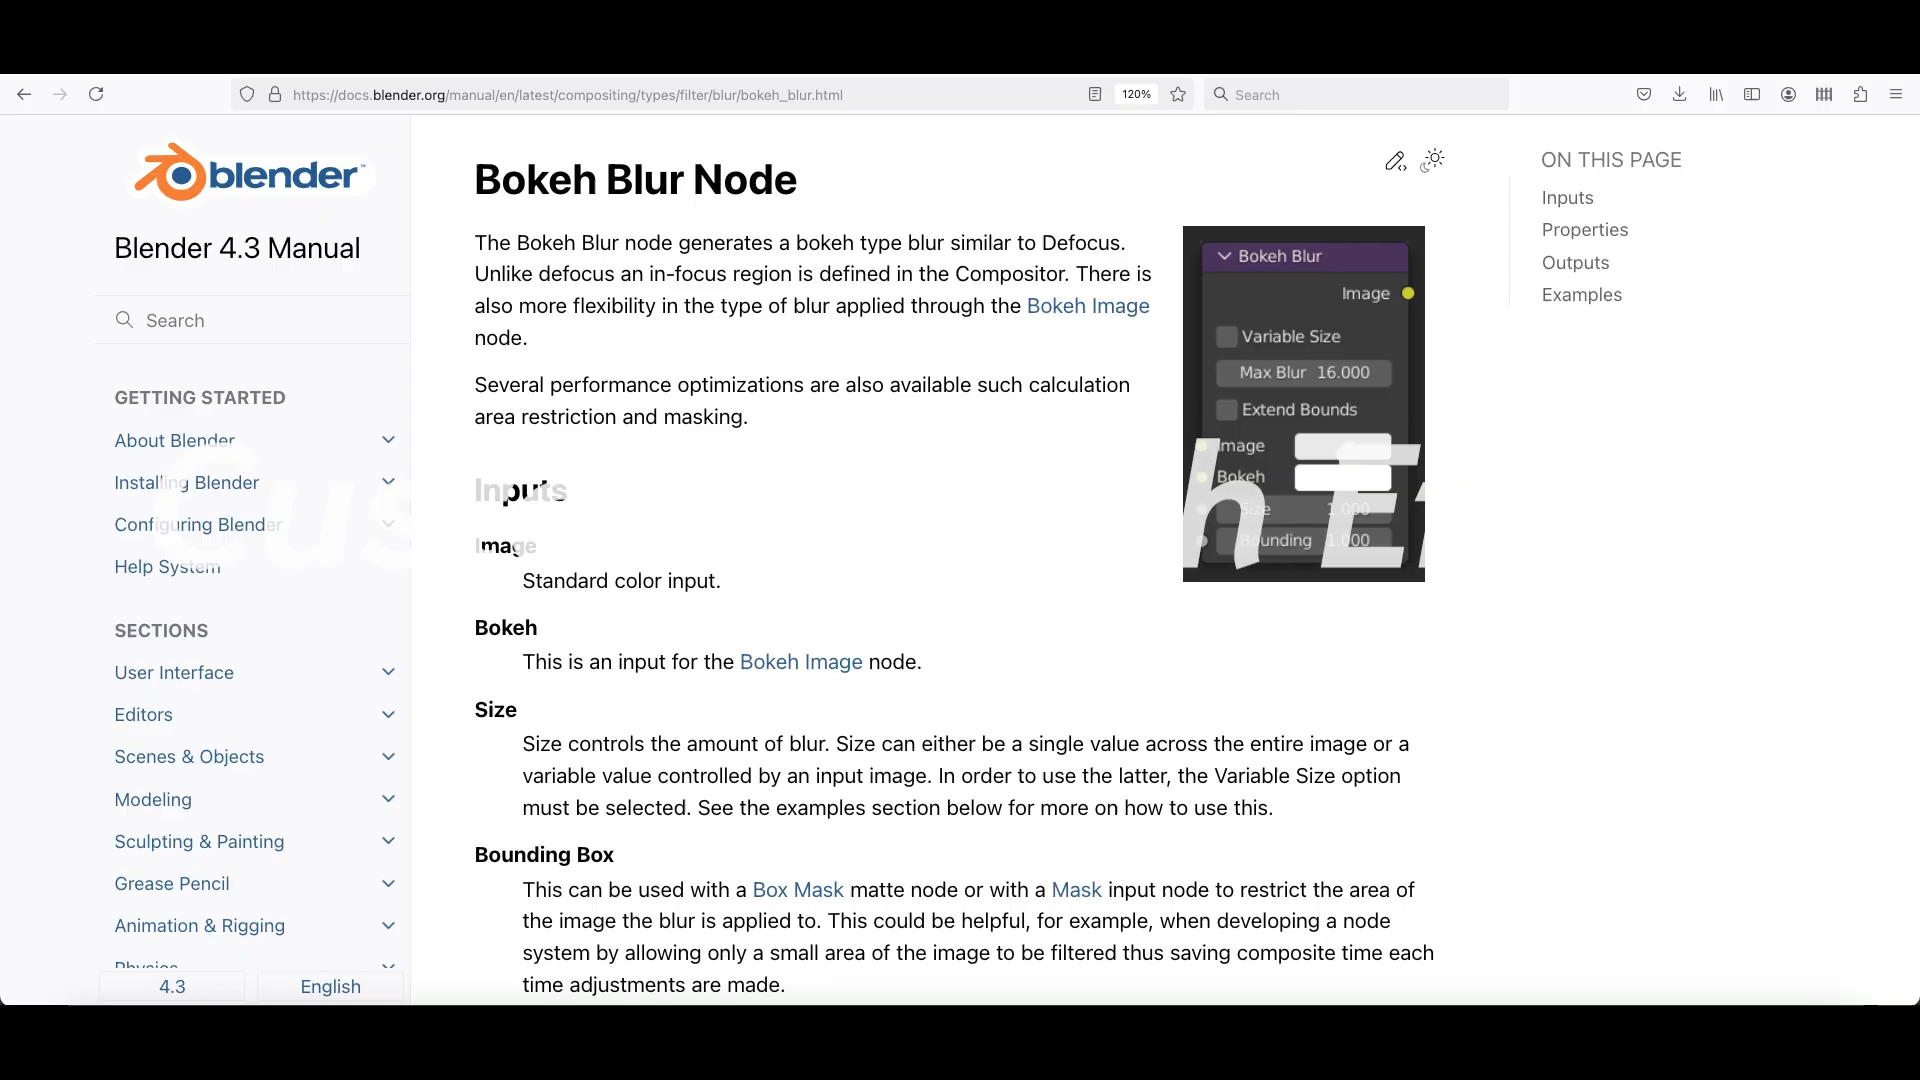 https://docs.blender.org/manual/en/latest/compositing/types/filter/blur/bokeh_blur.html
120%
Search
blender™
Blender 4.3 Manual
Search
GETTING STARTED
About Blender
Installing Blender
Configuring Blender
Help System
SECTIONS
User Interface
Editors
Scenes & Objects
Modeling
Sculpting & Painting
Grease Pencil
Animation & Rigging
Physics
4.3
English
Bokeh Blur Node
The Bokeh Blur node generates a bokeh type blur similar to Defocus.
Unlike defocus an in-focus region is defined in the Compositor. There is
also more flexibility in the type of blur applied through the Bokeh Image
node.
Several performance optimizations are also available such calculation
area restriction and masking.
Bokeh Blur
Image
Variable Size
Max Blur 16.000
Extend Bounds
Image
Bokeh
Size 1.000
Bounding 1.000
Inputs
Image
Standard color input.
Bokeh
This is an input for the Bokeh Image node.
Size
Size controls the amount of blur. Size can either be a single value across the entire image or a
variable value controlled by an input image. In order to use the latter, the Variable Size option
must be selected. See the examples section below for more on how to use this.
Bounding Box
This can be used with a Box Mask matte node or with a Mask input node to restrict the area of
the image the blur is applied to. This could be helpful, for example, when developing a node
system by allowing only a small area of the image to be filtered thus saving composite time each
time adjustments are made.
ON THIS PAGE
Inputs
Properties
Outputs
Examples